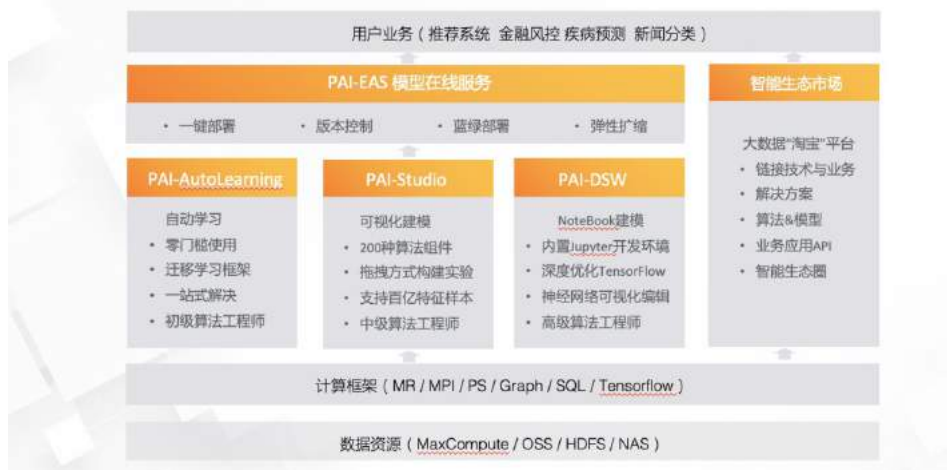 用户业务（推荐系统 金融风控 疾病预测 新闻分类）
PAI-EAS 模型在线服务
• 一键部署 • 版本控制 • 蓝绿部署 • 弹性扩缩
PAI-AutoLearning
自动学习
• 零门槛使用
• 迁移学习框架
• 一站式解决
• 初级算法工程师
PAI-Studio
可视化建模
• 200种算法组件
• 拖拽方式构建实验
• 支持百亿特征样本
• 中级算法工程师
PAI-DSW
NoteBook建模
• 内置Jupyter开发环境
• 深度优化TensorFlow
• 神经网络可视化编辑
• 高级算法工程师
智能生态市场
大数据“淘宝”平台
• 链接技术与业务
• 解决方案
• 算法&模型
• 业务应用API
• 智能生态圈
计算框架（MR / MPI / PS / Graph / SQL / Tensorflow）
数据资源（MaxCompute / OSS / HDFS / NAS）